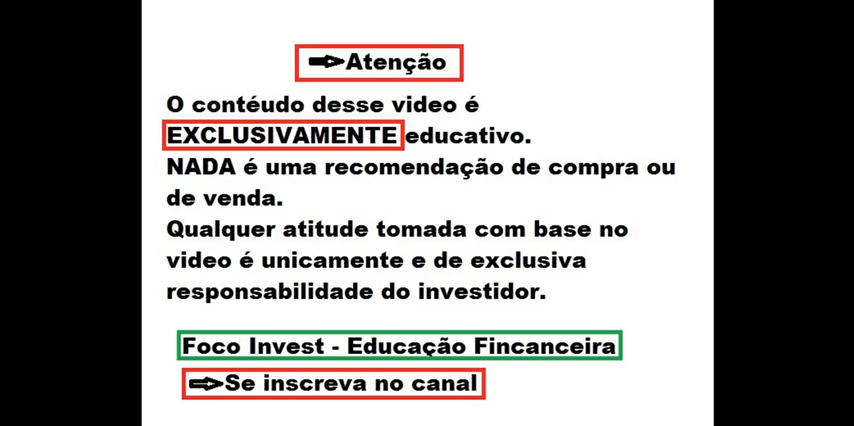 Atenção
O contéudo desse video é
EXCLUSIVAMENTE educativo.
NADA é uma recomendação de compra ou
de venda.
Qualquer atitude tomada com base no
video é unicamente e de exclusiva
responsabilidade do investidor.
Foco Invest - Educação Fincanceira
Se inscreva no canal